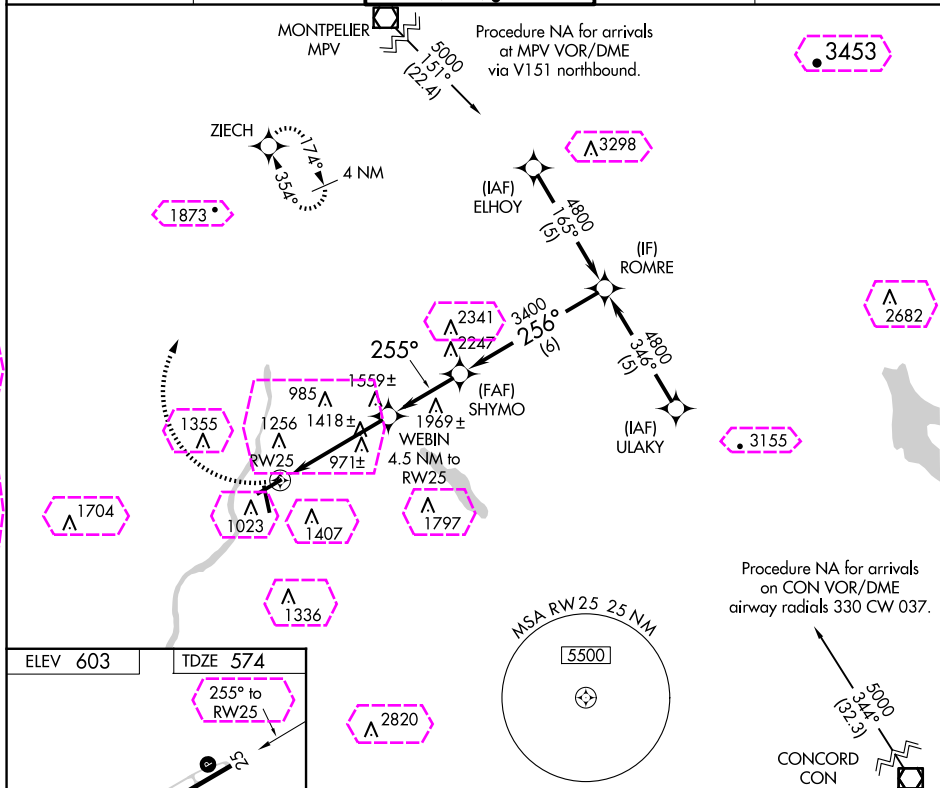 MONTPELIER
MPV
5000
151°
(22.4)
Procedure NA for arrivals
at MPV VOR/DME
via V151 northbound.
3453
ZIECH
174°
354°
4 NM
3298
(IAF)
ELHOY
1873
4800
165°
(5)
(IF)
ROMRE
2682
2341
2247
3400
256°
(6)
4800
346°
(5)
255°
(FAF)
SHYMO
(IAF)
ULAKY
3155
985
1559±
1418±
1969±
1355
1256
971±
RW25
WEBIN
4.5 NM to
RW25
1704
1023
1407
1797
1336
Procedure NA for arrivals
on CON VOR/DME
airway radials 330 CW 037.
MSA RW25 25 NM
5500
5000
344°
(32.3)
CONCORD
CON
ELEV 603
TDZE 574
255° to
RW25
2820
P
25